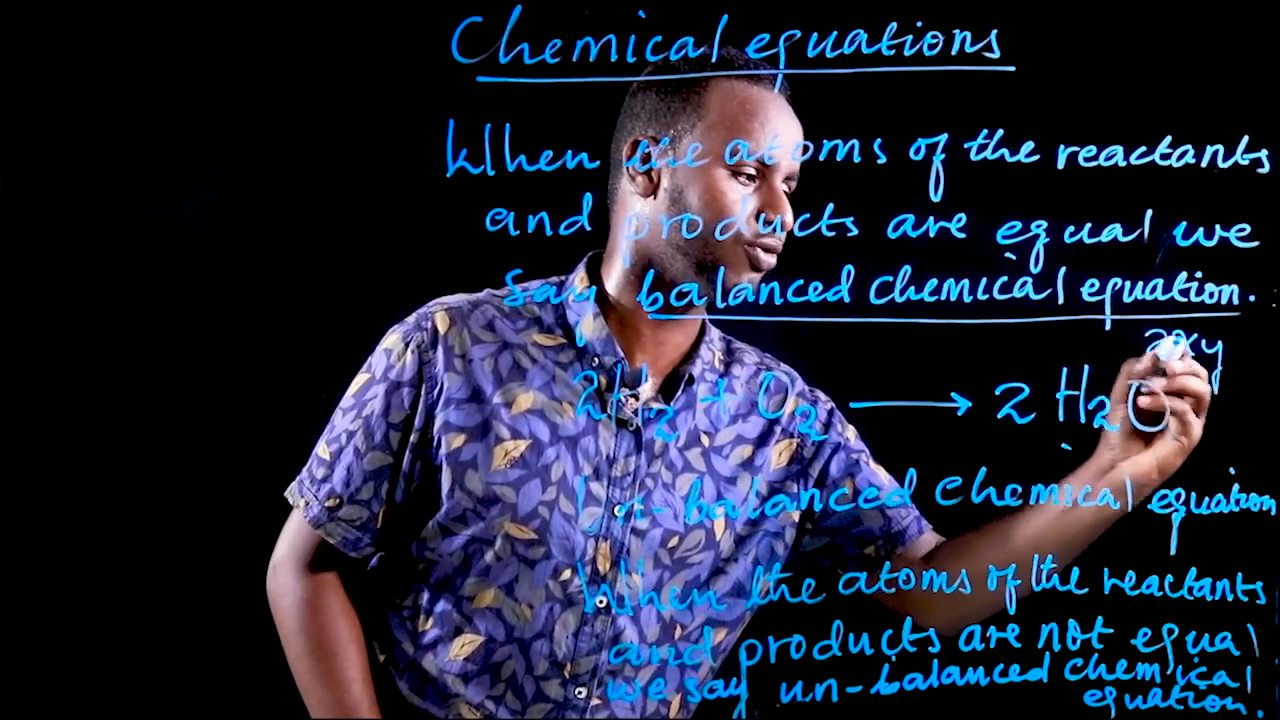 Chemical equations
When the atoms of the reactants
and products are equal we
say balanced chemical equation.
2H₂ + O₂ → 2 H₂O
Un-balanced chemical equation
When the atoms of the reactants
and products are not equal
we say un-balanced chemical
equation.